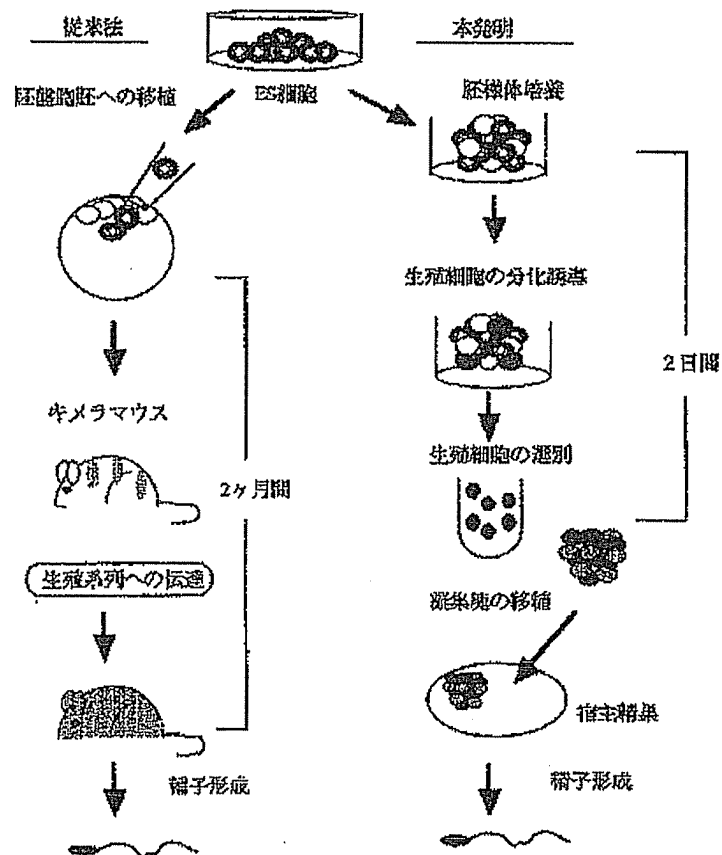 従来法
本発明
ES細胞
胚盤胞胚への移植
胚様体培養
生殖細胞の分化誘導
2日間
キメラマウス
生殖細胞の選別
2ヶ月間
生殖系列への伝達
凝集塊の移植
宿主精巣
精子形成
精子形成